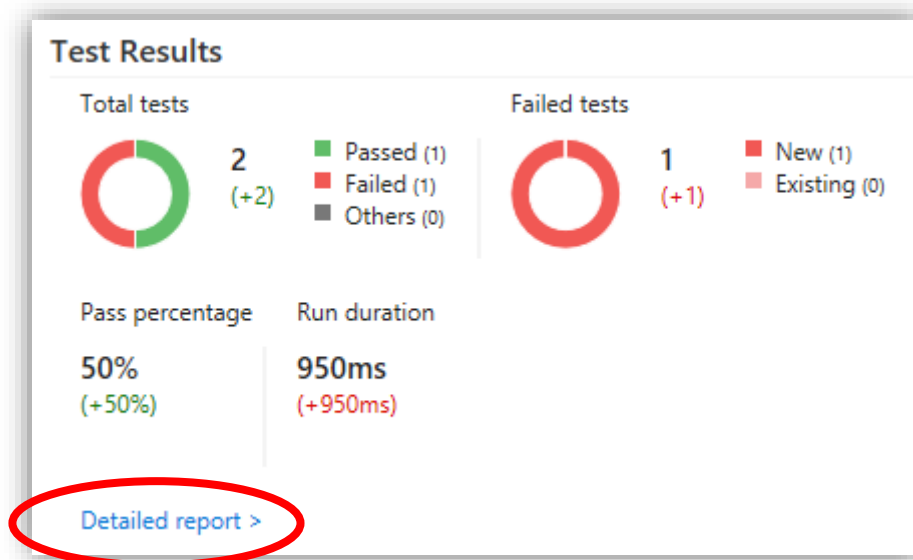 Test Results
Total tests
2
(+2)
Passed (1)
Failed (1)
Others (0)
Failed tests
1
(+1)
New (1)
Existing (0)
Pass percentage
50%
(+50%)
Run duration
950ms
(+950ms)
Detailed report >